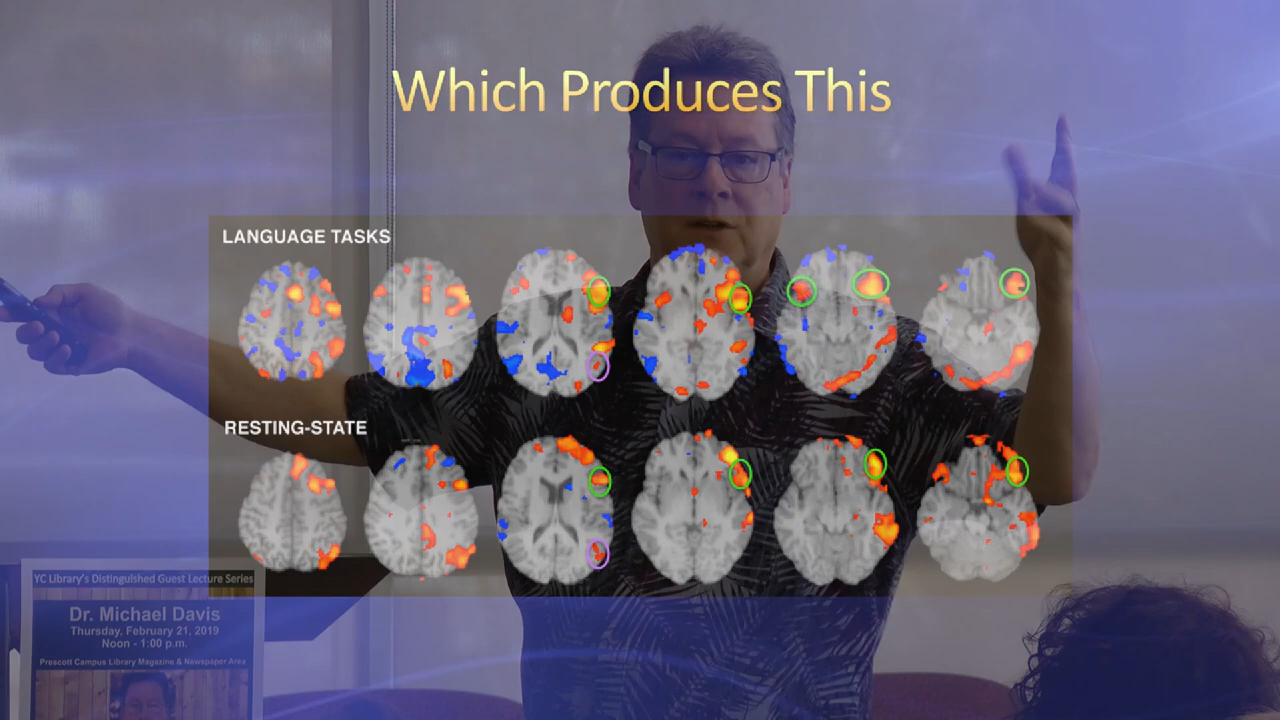 Which Produces This
LANGUAGE TASKS
RESTING-STATE
YC Library's Distinguished Guest Lecture Series
Dr. Michael Davis
Thursday, February 21, 2019
Noon - 1:00 p.m.
Prescott Campus Library Magazine & Newspaper Area